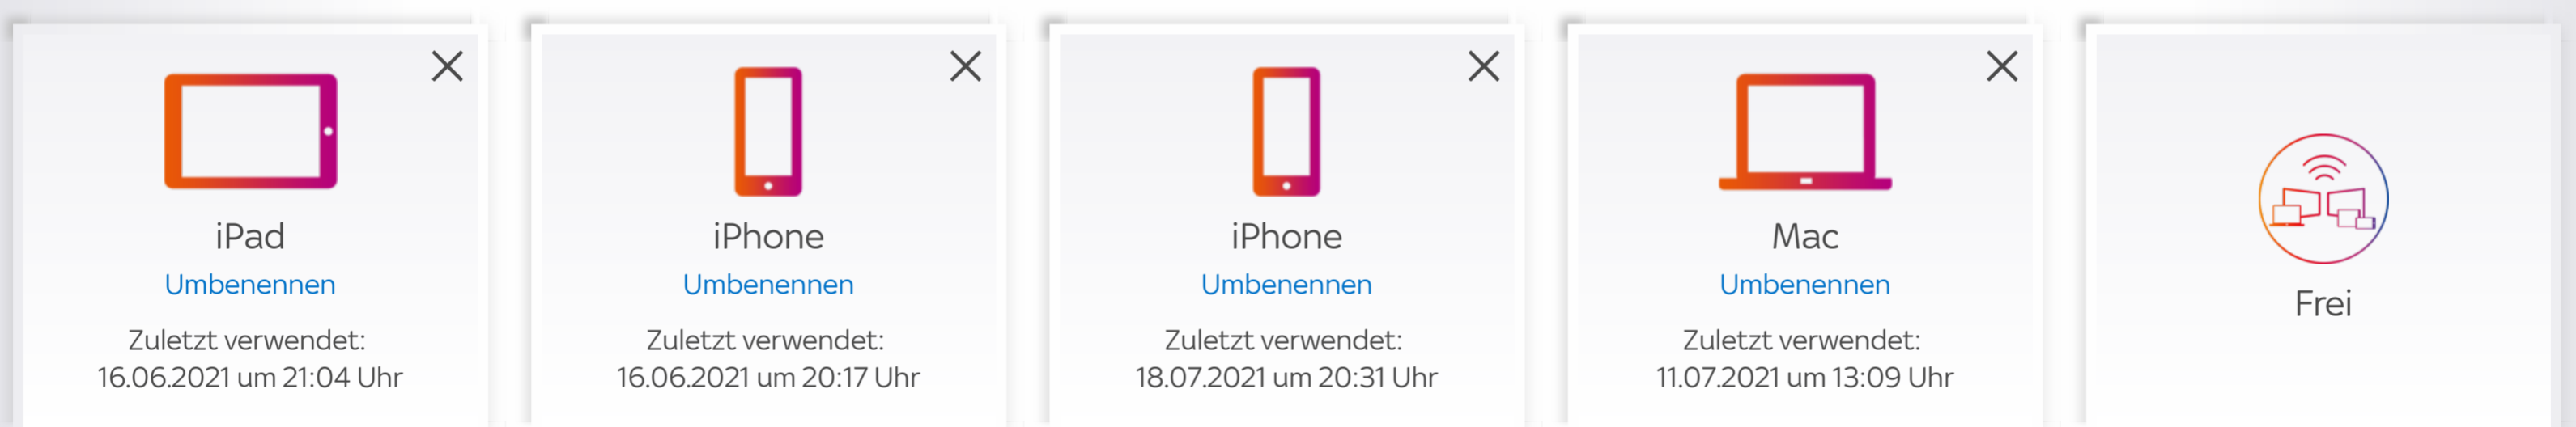 iPad
Umbenennen
Zuletzt verwendet:
16.06.2021 um 21:04 Uhr
iPhone
Umbenennen
Zuletzt verwendet:
16.06.2021 um 20:17 Uhr
iPhone
Umbenennen
Zuletzt verwendet:
18.07.2021 um 20:31 Uhr
Mac
Umbenennen
Zuletzt verwendet:
11.07.2021 um 13:09 Uhr
Frei